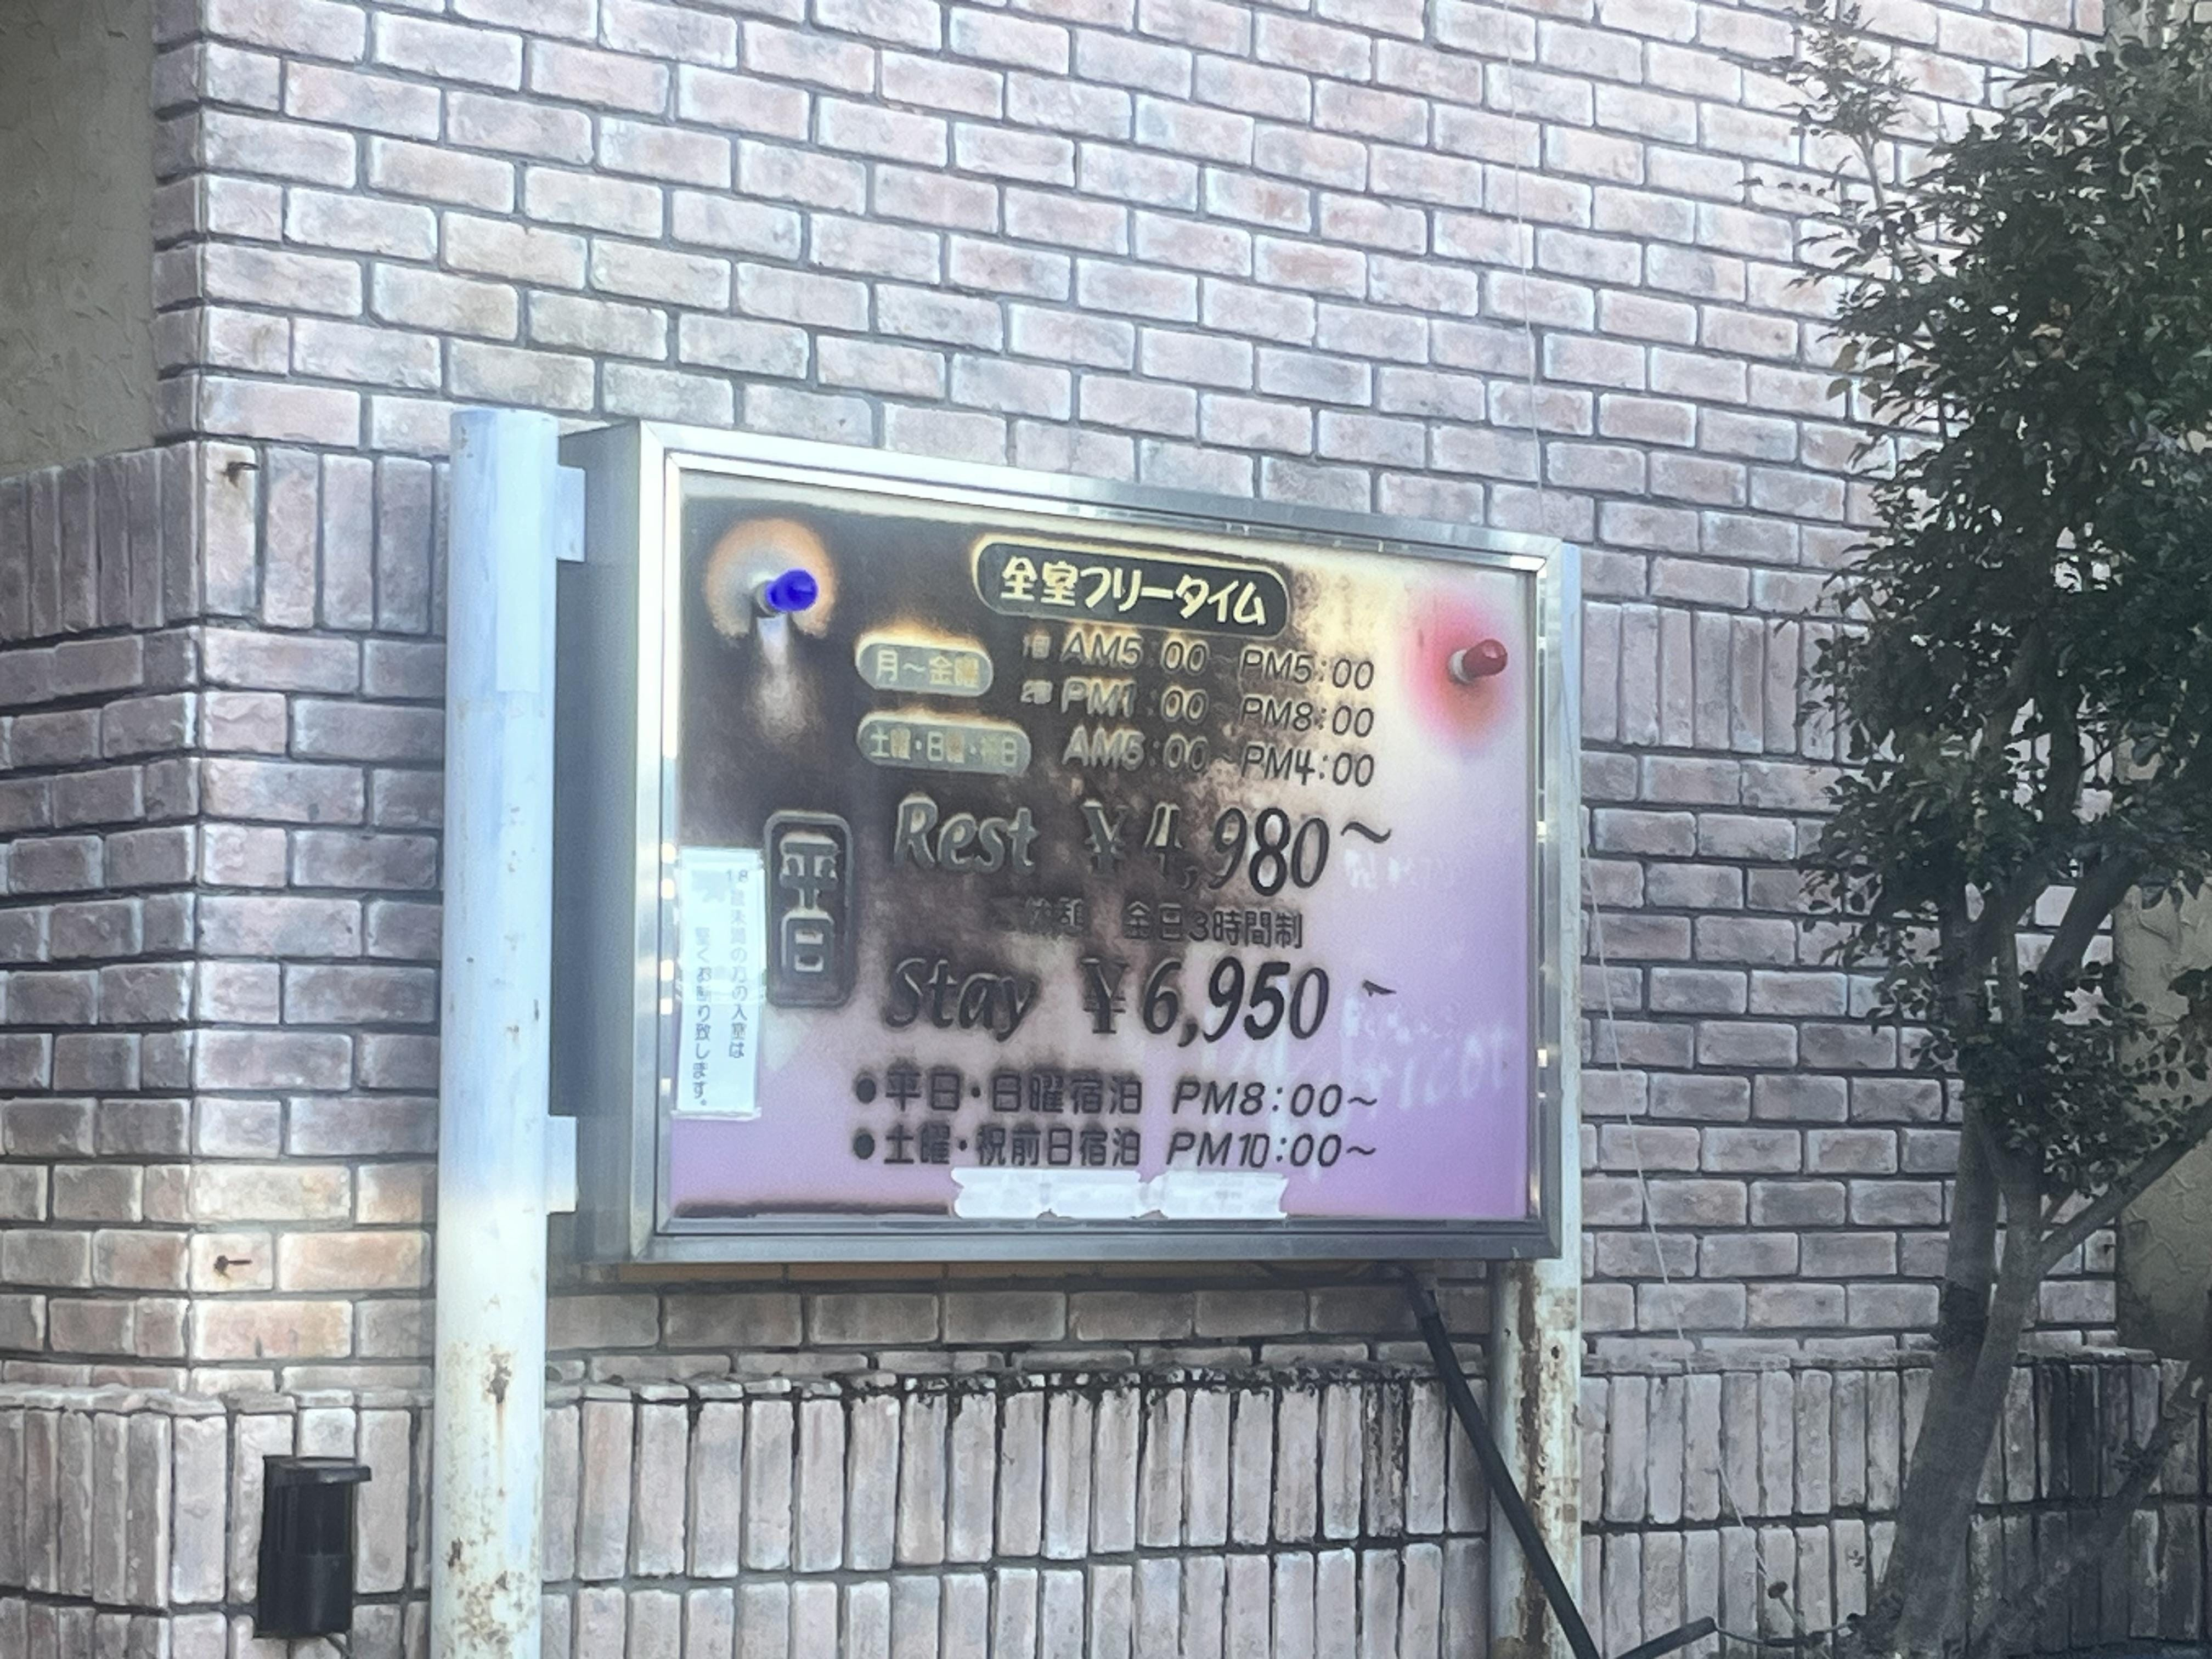 全室フリータイム
月～金曜 1部 AM5:00～PM5:00
2部 PM1:00～PM8:00
土曜・日曜・祝日 AM5:00～PM4:00
平日
Rest ¥4,980～
休憩 全日3時間制
Stay ¥6,950～
●平日・日曜宿泊 PM8:00～
●土曜・祝前日宿泊 PM10:00～
18歳未満の方の入室は
堅くお断り致します。